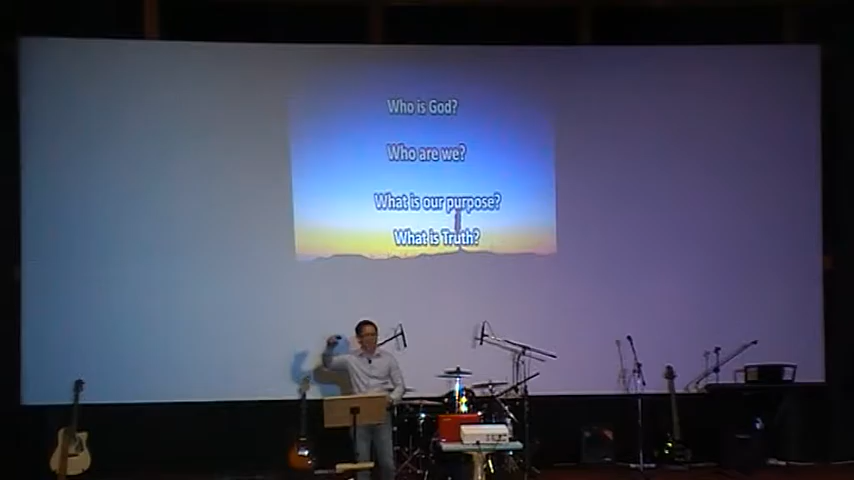 Who is God?
Who are we?
What is our purpose?
What is Truth?